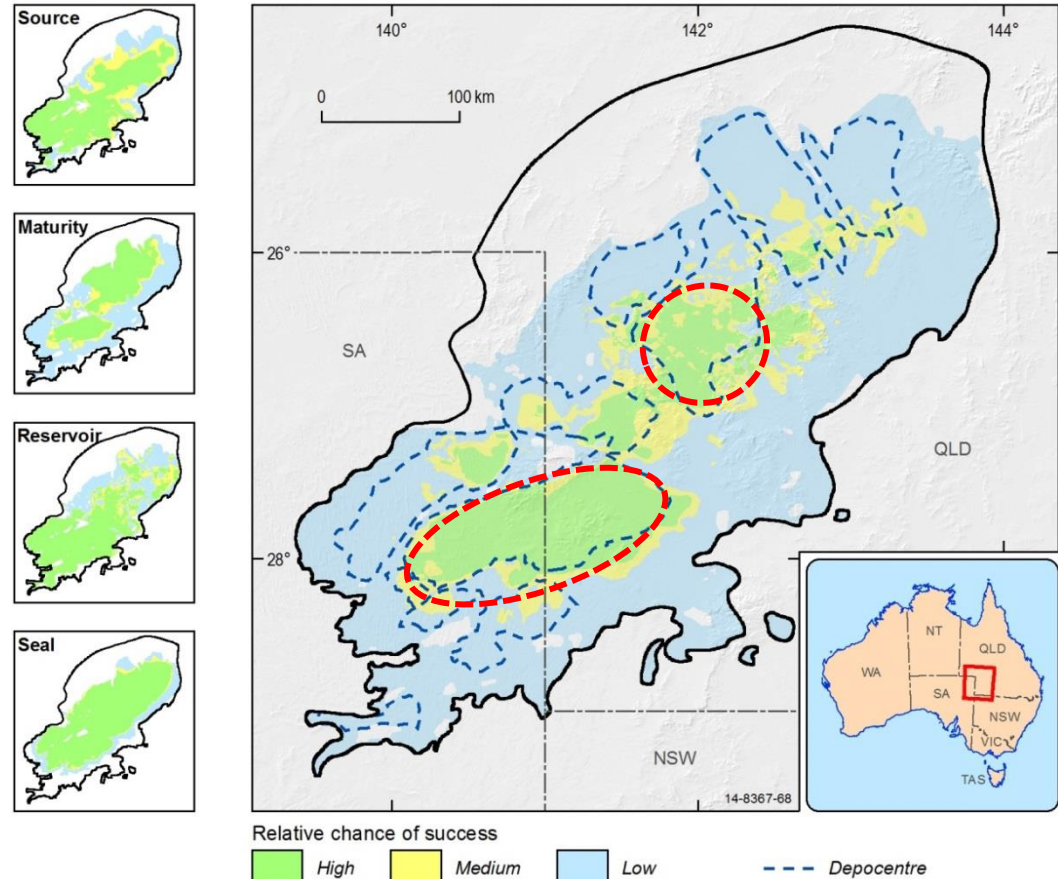 Source
Maturity
Reservoir
Seal
140°
142°
144°
0
100 km
26°
28°
SA
QLD
NSW
14-8367-68
WA
NT
QLD
SA
NSW
VIC
TAS
Relative chance of success
High
Medium
Low
Depocentre